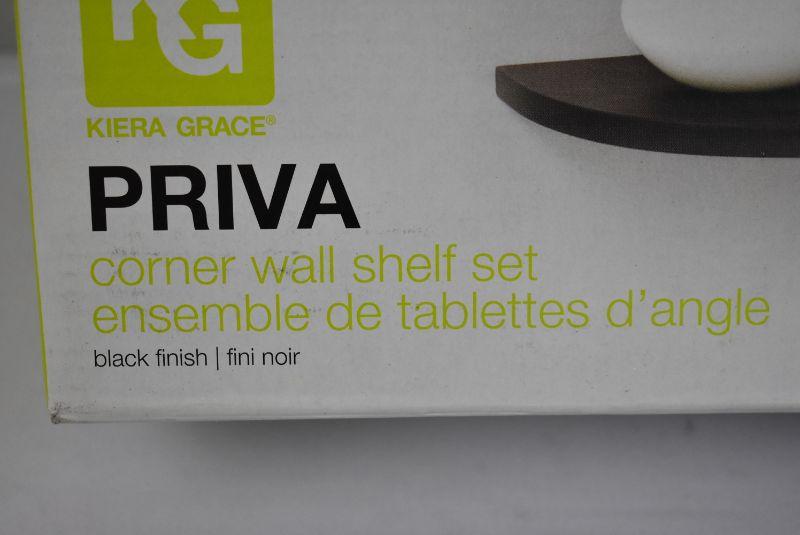 KG
KIERA GRACE®
PRIVA
corner wall shelf set
ensemble de tablettes d'angle
black finish | fini noir